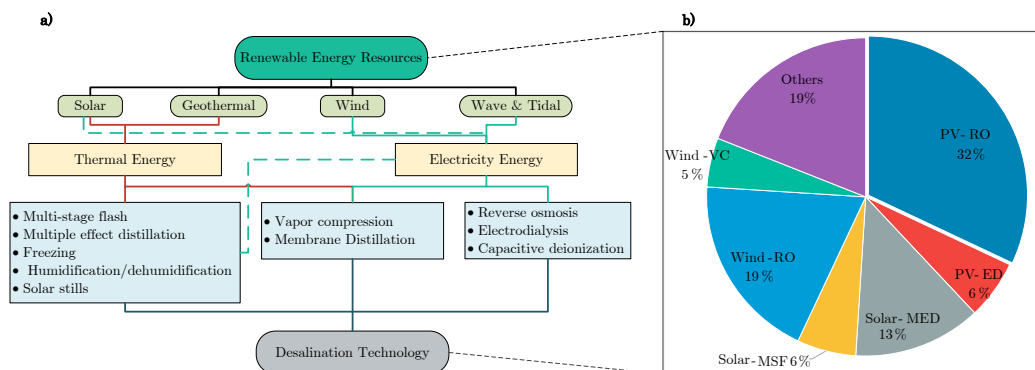 a)
Renewable Energy Resources
Solar
Geothermal
Wind
Wave & Tidal
Thermal Energy
Electricity Energy
• Multi-stage flash
• Multiple effect distillation
• Freezing
• Humidification/dehumidification
• Solar stills
• Vapor compression
• Membrane Distillation
• Reverse osmosis
• Electrodialysis
• Capacitive deionization
Desalination Technology
b)
Others
19%
PV- RO
32%
Wind -VC
5 %
Wind -RO
19 %
PV- ED
6 %
Solar- MED
13%
Solar-MSF 6%